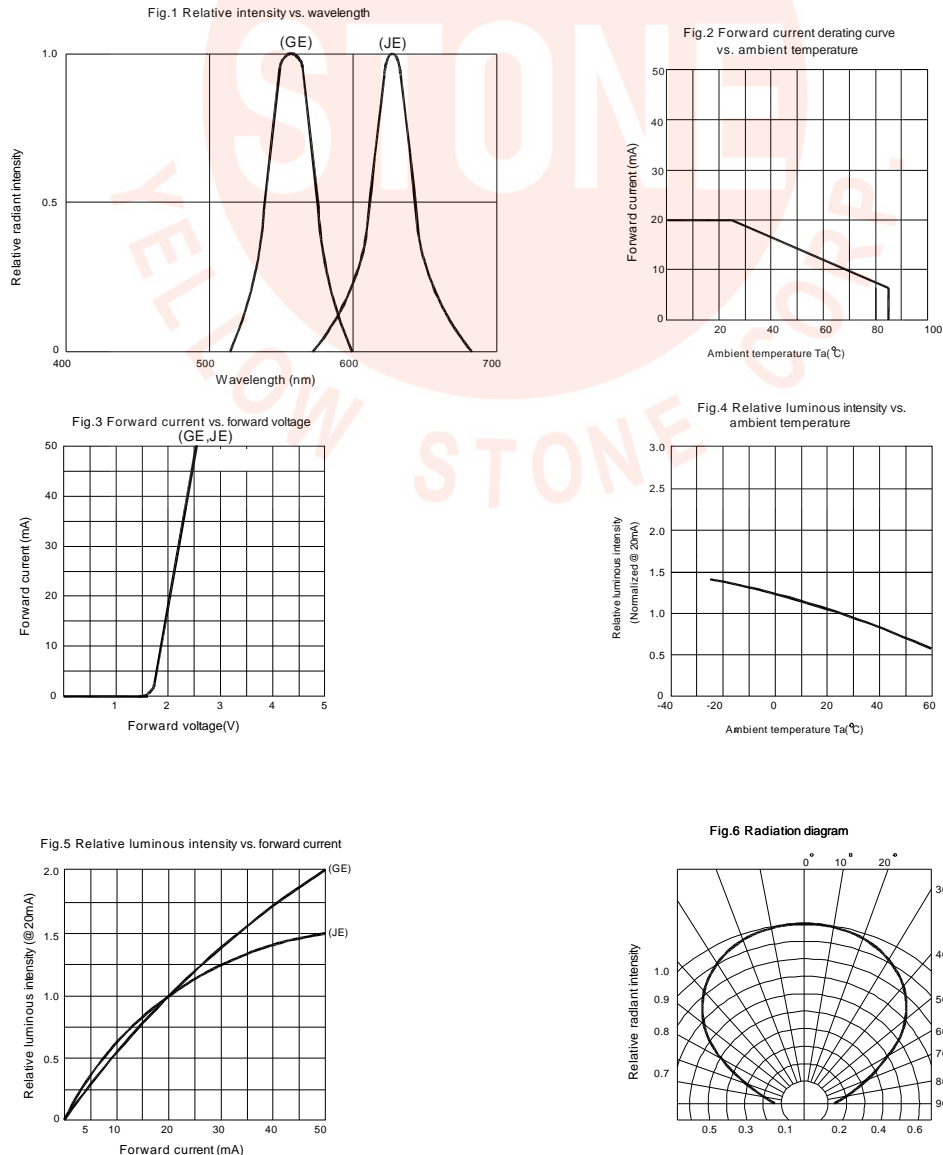 Fig.1 Relative intensity vs. wavelength
(GE)
(JE)
1.0
0.5
0
400
500
600
700
Relative radiant intensity
Wavelength (nm)
Fig.2 Forward current derating curve
vs. ambient temperature
50
40
30
20
10
0
20
40
60
80
100
Forward current (mA)
Ambient temperature Ta(℃)
STONE
YELLOW STONE CORP.
Fig.3 Forward current vs. forward voltage
(GE,JE)
50
40
30
20
10
0
1
2
3
4
5
Forward current (mA)
Forward voltage(V)
Fig.4 Relative luminous intensity vs.
ambient temperature
3.0
2.5
2.0
1.5
1.0
0.5
0
-40
-20
0
20
40
60
Relative luminous intensity
(Normalized @ 20mA)
Ambient temperature Ta(℃)
Fig.5 Relative luminous intensity vs. forward current
2.0
1.5
1.0
0.5
0
(GE)
(JE)
5
10
20
30
40
50
Relative luminous intensity (@20mA)
Forward current (mA)
Fig.6 Radiation diagram
0°
10°
20°
30
40
50
60
70
80
90
1.0
0.9
0.8
0.7
Relative radiant intensity
0.5
0.3
0.1
0.2
0.4
0.6